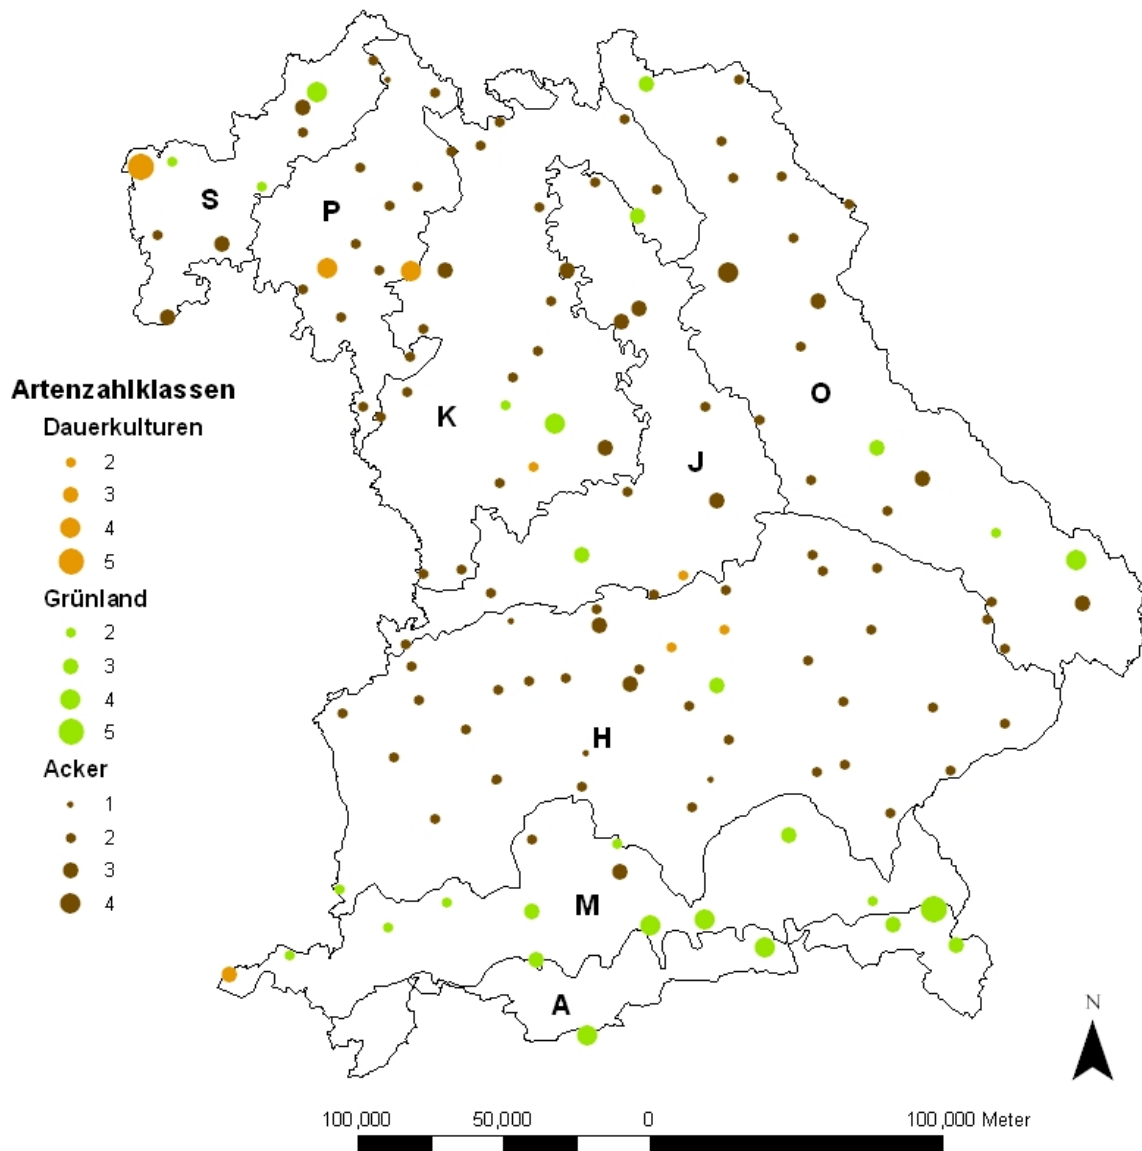 S
P
Artenzahlklassen
Dauerkulturen
2
3
4
5
Grünland
2
3
4
5
Acker
1
2
3
4
K
O
J
H
M
A
N
100,000 50,000 0 100,000 Meter